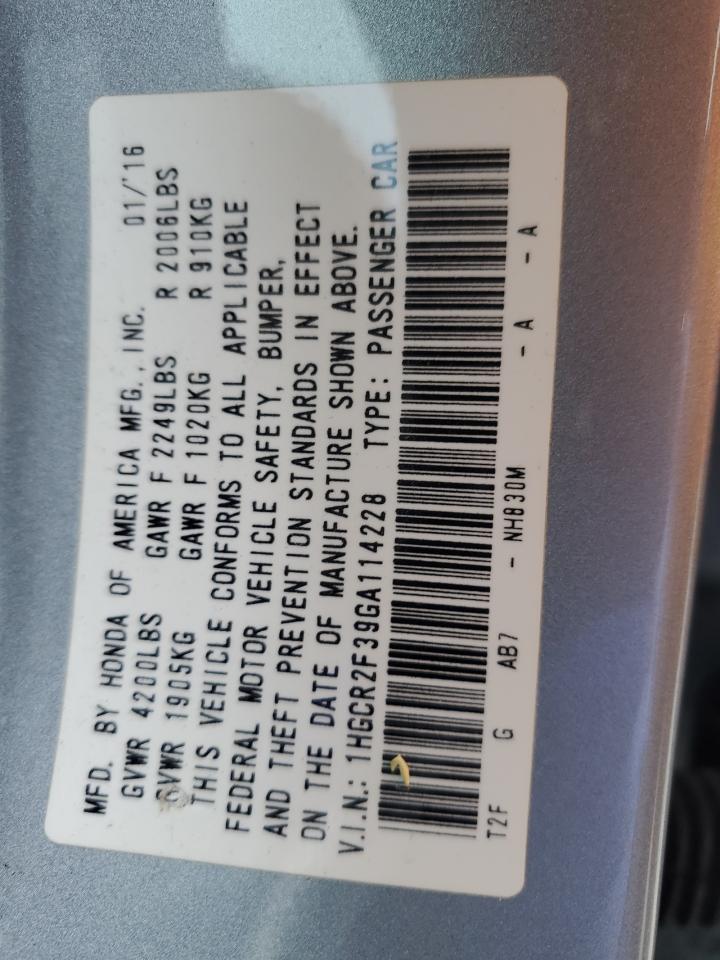 MFD. BY HONDA OF AMERICA MFG., INC. 01/'16
GVWR 4200LBS GAWR F 2249LBS R 2006LBS
GVWR 1905KG GAWR F 1020KG R 910KG
THIS VEHICLE CONFORMS TO ALL APPLICABLE
FEDERAL MOTOR VEHICLE SAFETY, BUMPER,
AND THEFT PREVENTION STANDARDS IN EFFECT
ON THE DATE OF MANUFACTURE SHOWN ABOVE.
V.I.N.: 1HGCR2F39GA114228 TYPE: PASSENGER CAR
T2F G AB7 - NH830M - A - A